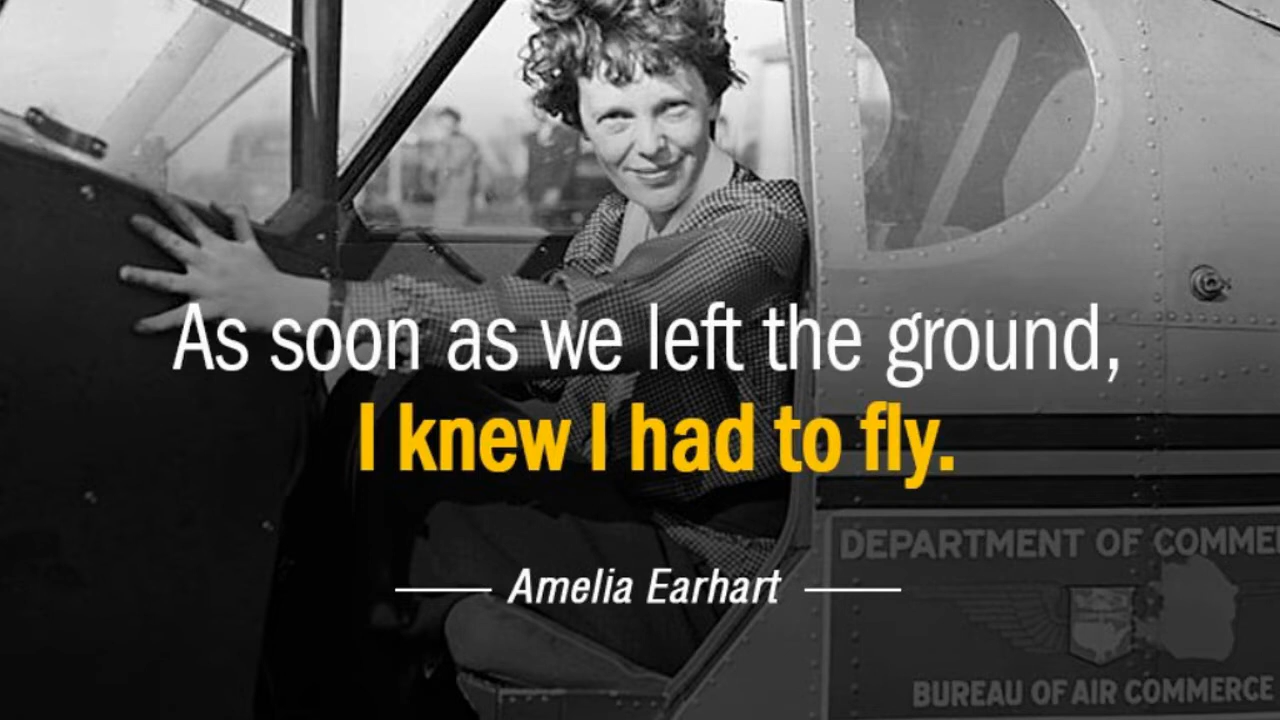 As soon as we left the ground,
I knew I had to fly.
Amelia Earhart
DEPARTMENT OF COMME
BUREAU OF AIR COMMERCE